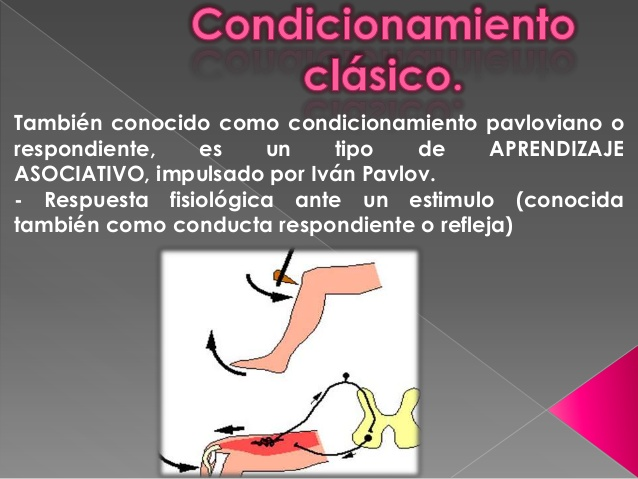 Condicionamiento
clásico.
También conocido como condicionamiento pavloviano o
respondiente, es un tipo de APRENDIZAJE
ASOCIATIVO, impulsado por Iván Pavlov.
- Respuesta fisiológica ante un estimulo (conocida
también como conducta respondiente o refleja)